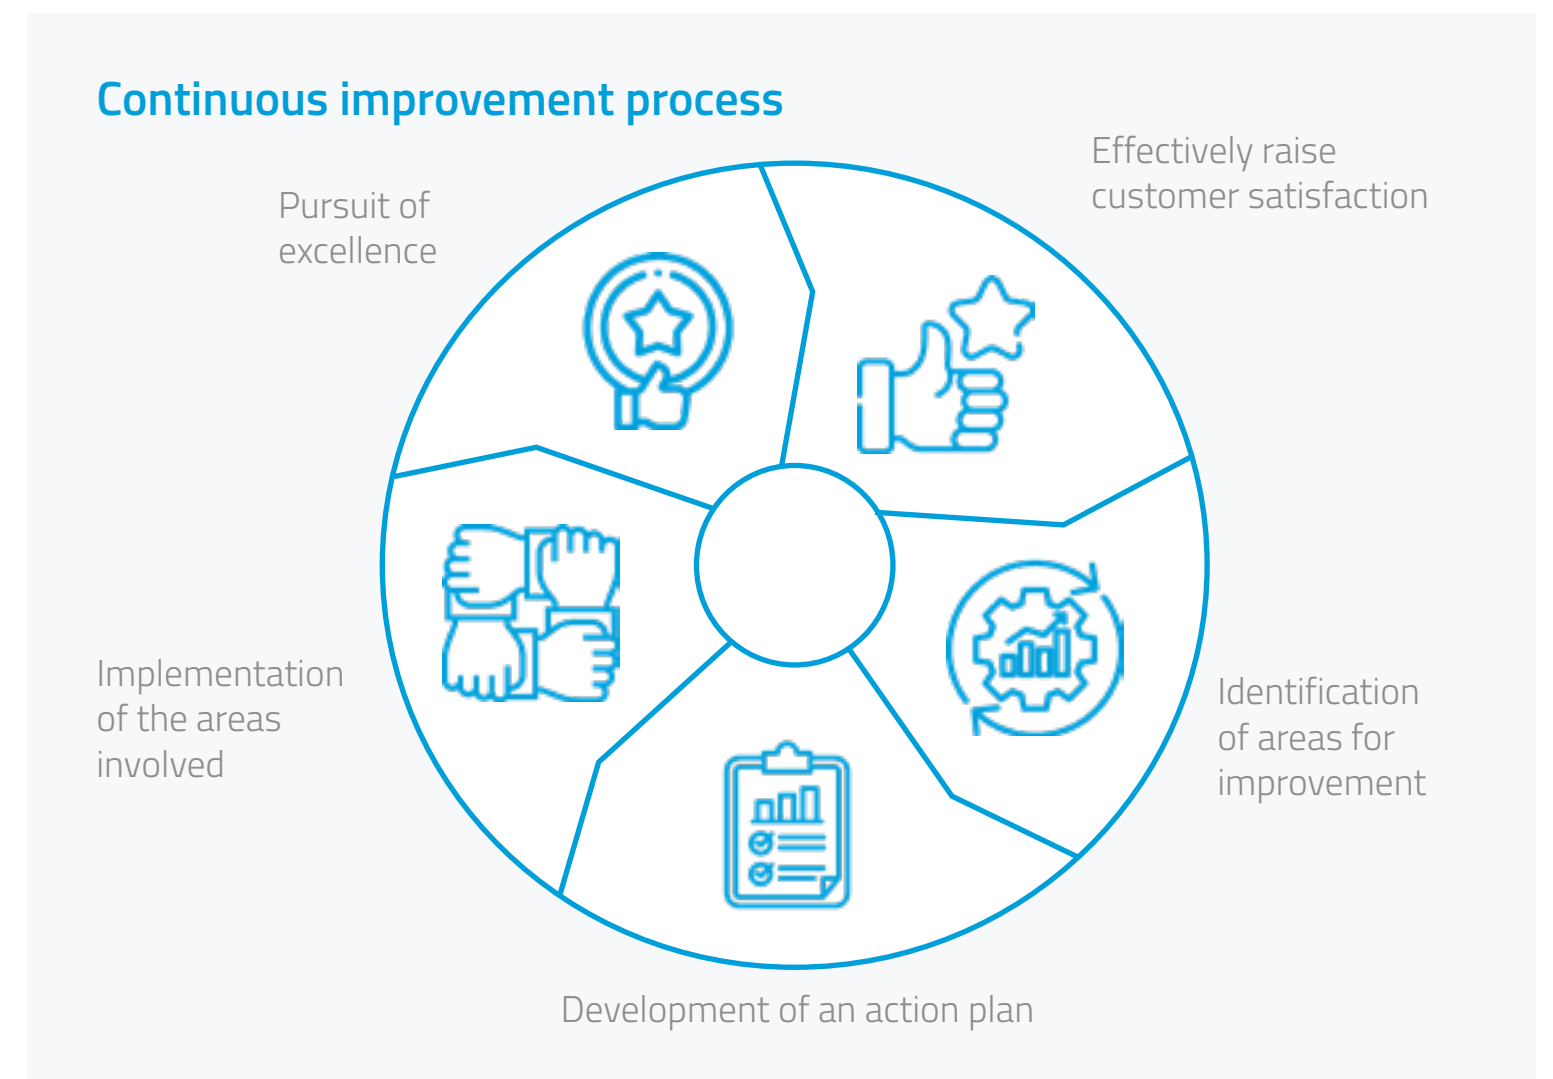 Continuous improvement process
Effectively raise
customer satisfaction
Pursuit of
excellence
Implementation
of the areas
involved
Identification
of areas for
improvement
Development of an action plan